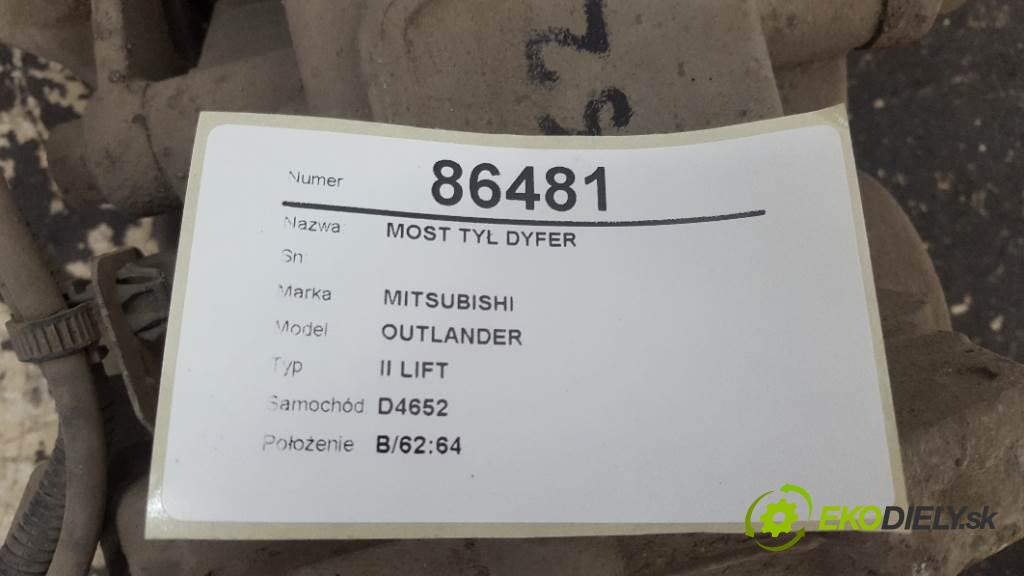 52
Numer 86481
Nazwa MOST TYŁ DYFER
Sn
Marka MITSUBISHI
Model OUTLANDER
Typ II LIFT
Samochód D4652
Położenie B/62:64
EKODIELY.sk